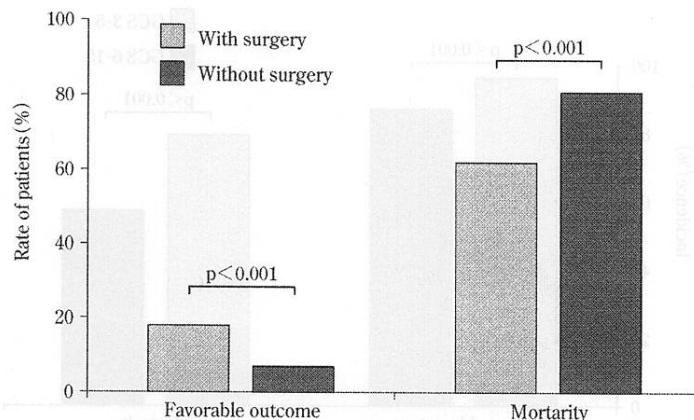 100
80
60
40
20
0
Rate of patients (%)
With surgery
Without surgery
p<0.001
p<0.001
Favorable outcome
Mortarity